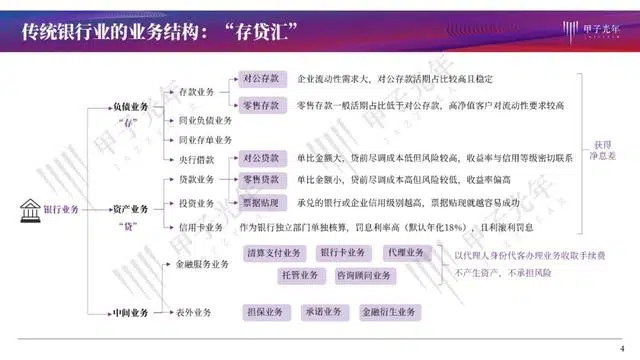 传统银行业的业务结构：“存贷汇”
甲子光年
对公存款 企业流动性需求大，对公存款活期占比较高且稳定
存款业务
零售存款 零售存款一般活期占比低于对公存款，高净值客户对流动性要求较高
负债业务
“存”
同业负债业务
同业存单业务
央行借款
获得
净息差
对公贷款 单比金额大，贷前尽调成本低但风险较高，收益率与信用等级密切联系
贷款业务
零售贷款 单比金额小，贷前尽调成本高但风险较低，收益率偏高
银行业务
资产业务
“贷”
投资业务
票据贴现 承兑的银行或企业信用级别越高，票据贴现就越容易成功
信用卡业务 作为银行独立部门单独核算，罚息利率高（默认年化18%），且利滚利罚息
金融服务业务
清算支付业务 银行卡业务 代理业务
托管业务 咨询顾问业务
以代理人身份代客办理业务收取手续费
不产生资产，不承担风险
中间业务
表外业务
担保业务 承诺业务 金融衍生业务
甲子光年
JAZZYEAR
4